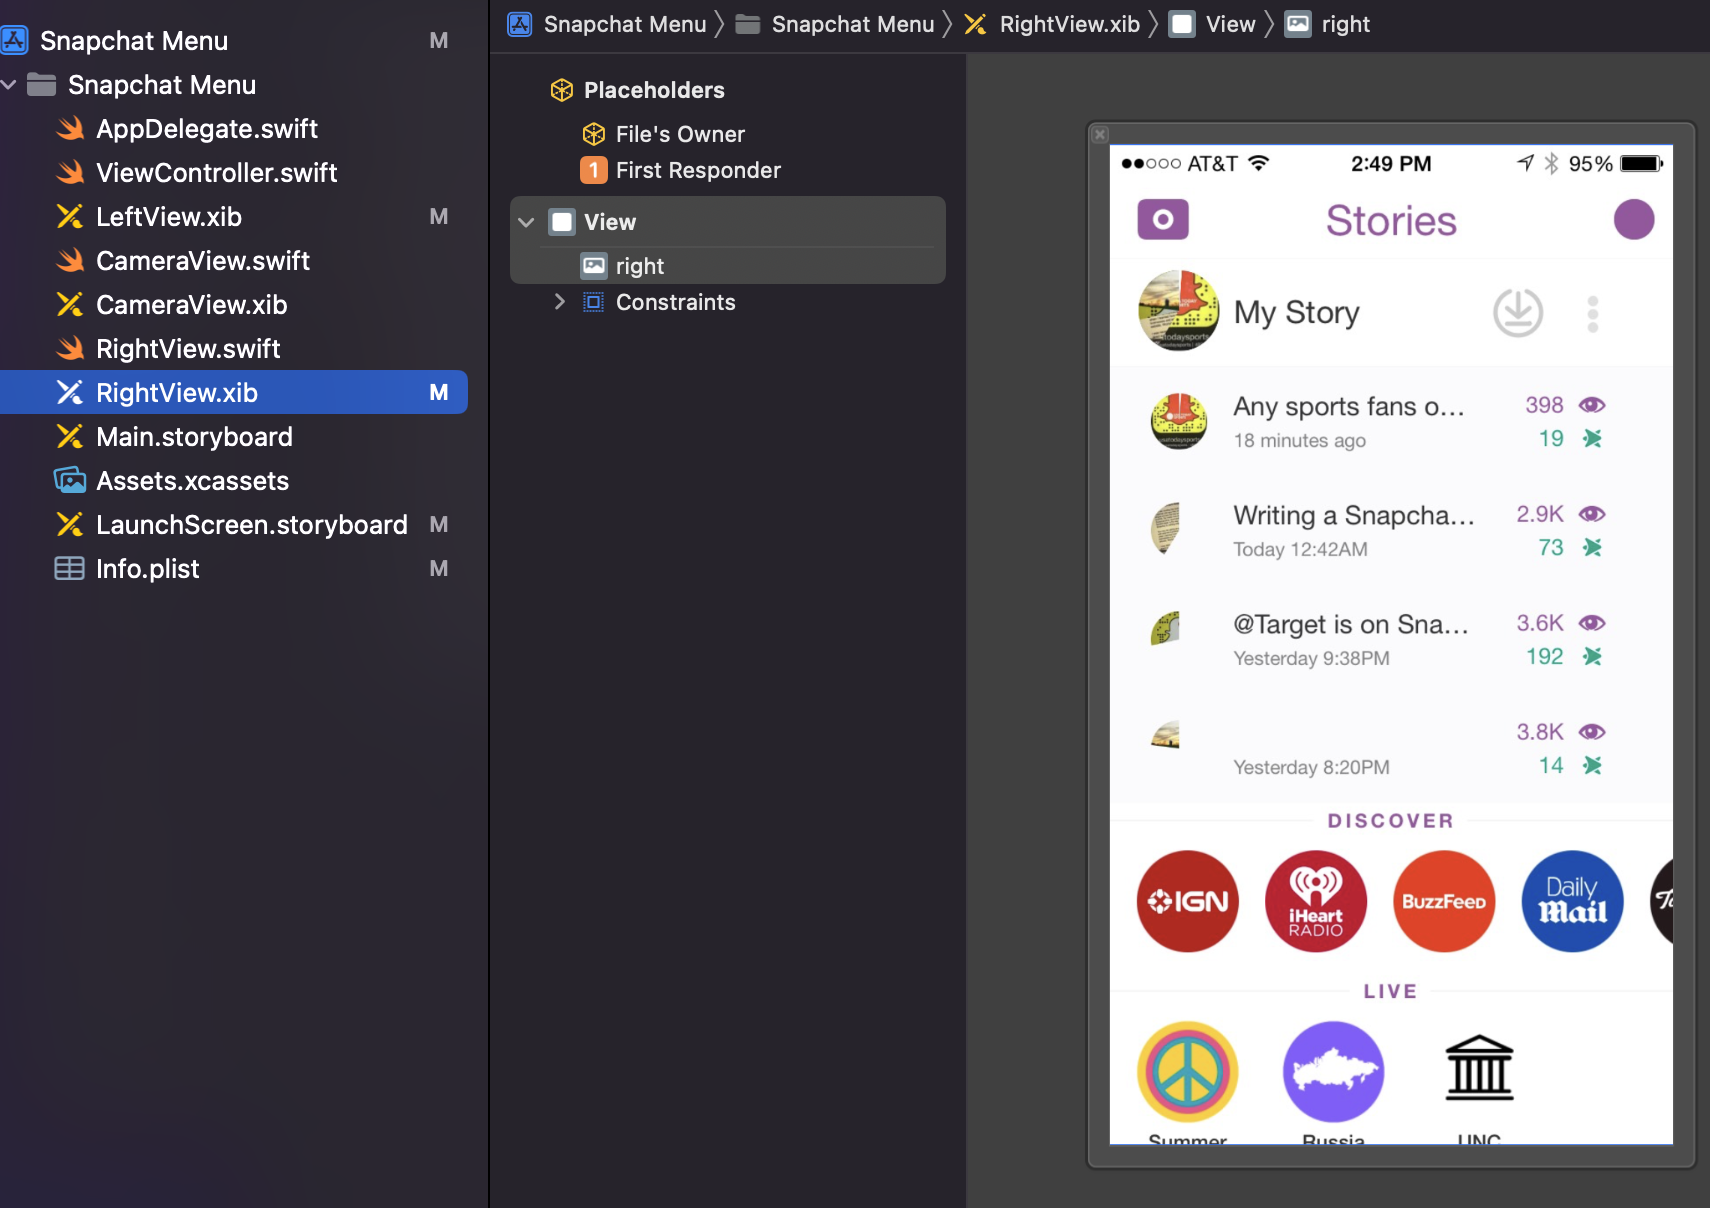 Snapchat Menu M
Snapchat Menu
AppDelegate.swift
ViewController.swift
LeftView.xib M
CameraView.swift
CameraView.xib
RightView.swift
RightView.xib M
Main.storyboard
Assets.xcassets
LaunchScreen.storyboard M
Info.plist M
Snapchat Menu Snapchat Menu RightView.xib View right
Placeholders
File's Owner
1 First Responder
View
right
Constraints
AT&T 2:49 PM 95%
Stories
My Story
Any sports fans o... 398
18 minutes ago 19
Writing a Snapcha... 2.9K
Today 12:42AM 73
@Target is on Sna... 3.6K
Yesterday 9:38PM 192
3.8K
Yesterday 8:20PM 14
DISCOVER
IGN
iHeart
RADIO
BuzzFeed
Daily
Mail
LIVE
Summer Russia UNC